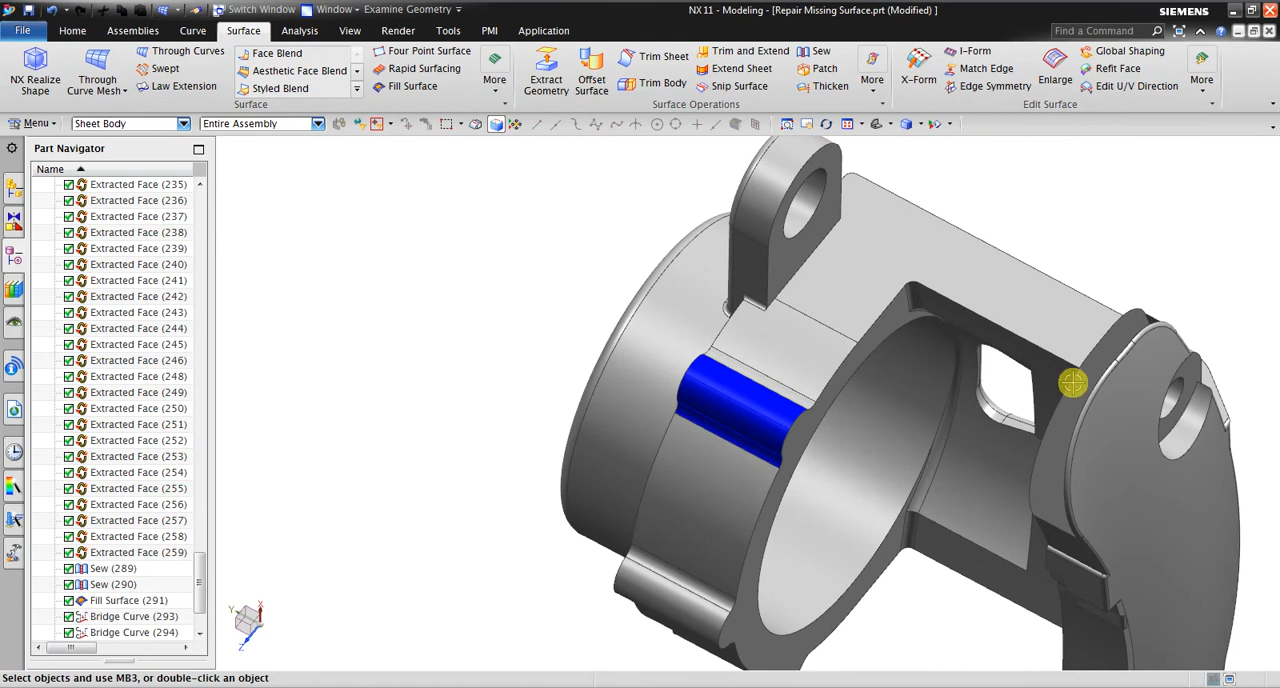 Switch Window Window Examine Geometry
NX 11 - Modeling - [Repair Missing Surface.prt (Modified) ]
SIEMENS
File Home Assemblies Curve Surface Analysis View Render Tools PMI Application
Find a Command
NX Realize Shape
Through Curve Mesh
Through Curves
Swept
Law Extension
Face Blend
Aesthetic Face Blend
Styled Blend
Four Point Surface
Rapid Surfacing
Fill Surface
More
Surface
Extract Geometry
Offset Surface
Trim Sheet
Trim Body
Trim and Extend
Extend Sheet
Snip Surface
Sew
Patch
Thicken
More
Surface Operations
X-Form
I-Form
Match Edge
Edge Symmetry
Enlarge
Global Shaping
Refit Face
Edit U/V Direction
More
Edit Surface
Menu
Sheet Body
Entire Assembly
Part Navigator
Name
Extracted Face (235)
Extracted Face (236)
Extracted Face (237)
Extracted Face (238)
Extracted Face (239)
Extracted Face (240)
Extracted Face (241)
Extracted Face (242)
Extracted Face (243)
Extracted Face (244)
Extracted Face (245)
Extracted Face (246)
Extracted Face (248)
Extracted Face (249)
Extracted Face (250)
Extracted Face (251)
Extracted Face (252)
Extracted Face (253)
Extracted Face (254)
Extracted Face (255)
Extracted Face (256)
Extracted Face (257)
Extracted Face (258)
Extracted Face (259)
Sew (289)
Sew (290)
Fill Surface (291)
Bridge Curve (293)
Bridge Curve (294)
X
Y
Z
Select objects and use MB3, or double-click an object